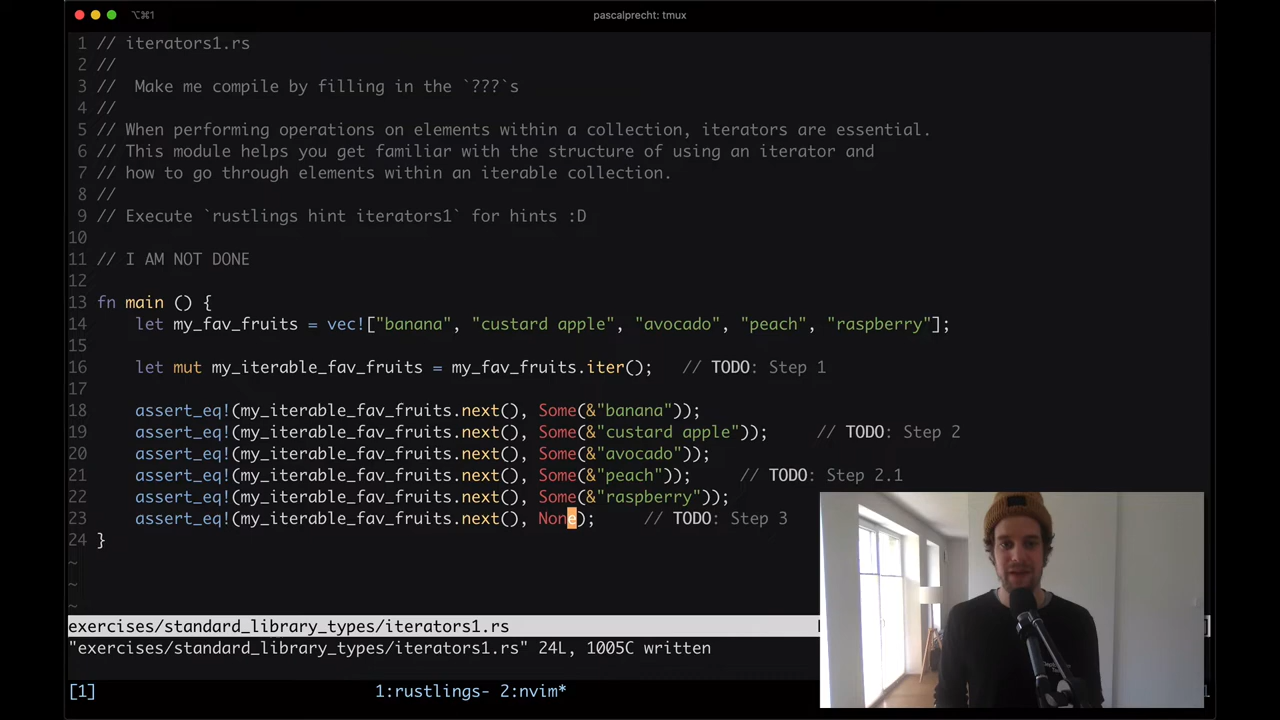 ⌥⌘1 pascalprecht: tmux
1 // iterators1.rs
2 //
3 //  Make me compile by filling in the `???`s
4 //
5 // When performing operations on elements within a collection, iterators are essential.
6 // This module helps you get familiar with the structure of using an iterator and
7 // how to go through elements within an iterable collection.
8 //
9 // Execute `rustlings hint iterators1` for hints :D
10
11 // I AM NOT DONE
12
13 fn main () {
14     let my_fav_fruits = vec!["banana", "custard apple", "avocado", "peach", "raspberry"];
15
16     let mut my_iterable_fav_fruits = my_fav_fruits.iter();   // TODO: Step 1
17
18     assert_eq!(my_iterable_fav_fruits.next(), Some(&"banana"));
19     assert_eq!(my_iterable_fav_fruits.next(), Some(&"custard apple"));     // TODO: Step 2
20     assert_eq!(my_iterable_fav_fruits.next(), Some(&"avocado"));
21     assert_eq!(my_iterable_fav_fruits.next(), Some(&"peach"));     // TODO: Step 2.1
22     assert_eq!(my_iterable_fav_fruits.next(), Some(&"raspberry"));
23     assert_eq!(my_iterable_fav_fruits.next(), None);     // TODO: Step 3
24 }
~
~
~
exercises/standard_library_types/iterators1.rs
"exercises/standard_library_types/iterators1.rs" 24L, 1005C written
[1] 1:rustlings- 2:nvim*